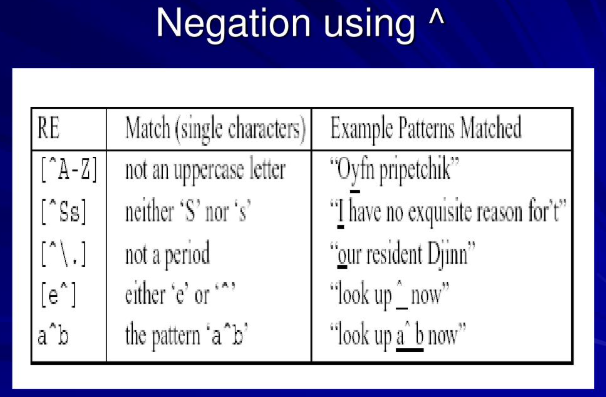 Negation using ^
RE Match (single characters) Example Patterns Matched
[^A-Z] not an uppercase letter "Oyfn pripetchik"
[^Ss] neither 'S' nor 's' "I have no exquisite reason for't"
[^\.] not a period "our resident Djinn"
[e^] either 'e' or '^' "look up ^ now"
a^b the pattern 'a^b' "look up a^ b now"